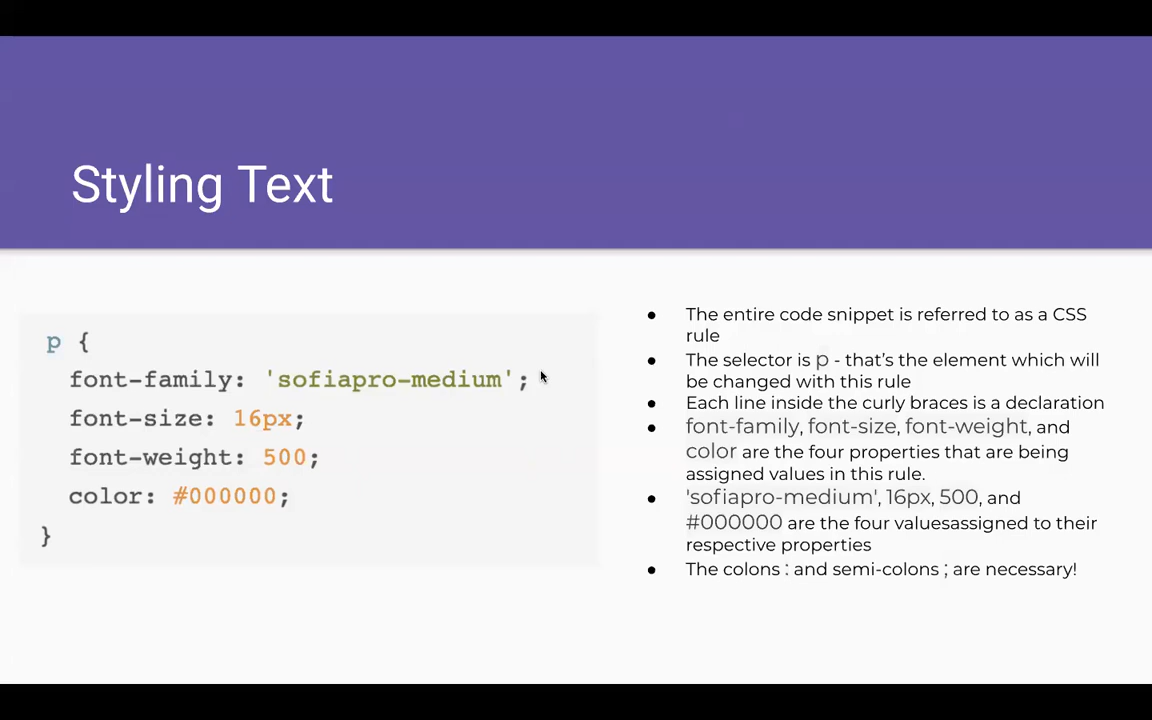 Styling Text
p {
font-family: 'sofiapro-medium';
font-size: 16px;
font-weight: 500;
color: #000000;
}
● The entire code snippet is referred to as a CSS
rule
● The selector is p - that’s the element which will
be changed with this rule
● Each line inside the curly braces is a declaration
● font-family, font-size, font-weight, and
color are the four properties that are being
assigned values in this rule.
● 'sofiapro-medium', 16px, 500, and
#000000 are the four valuesassigned to their
respective properties
● The colons : and semi-colons ; are necessary!